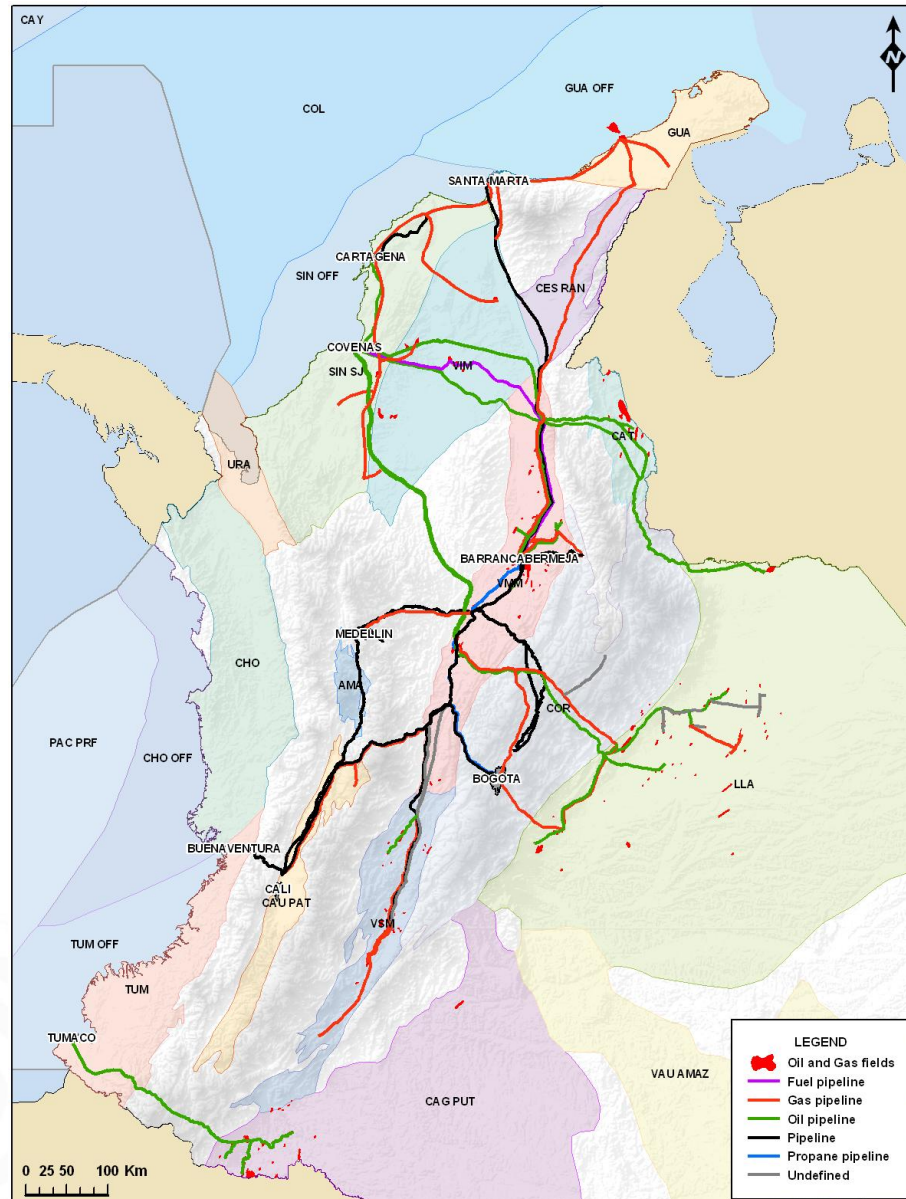 CAY
N
COL
GUA OFF
GUA
SANTA MARTA
CARTAGENA
SIN OFF
CES RAN
COVENAS
SIN SJ
VIM
CAT
URA
BARRANCABERMEJA
VMM
MEDELLIN
CHO
AMA
COR
PAC PRF
CHO OFF
BOGOTA
LLA
BUENAVENTURA
CALI
CAU PAT
VSM
TUM OFF
TUM
TUMACO
VAU AMAZ
CAG PUT
LEGEND
Oil and Gas fields
Fuel pipeline
Gas pipeline
Oil pipeline
Pipeline
Propane pipeline
Undefined
0 25 50 100 Km